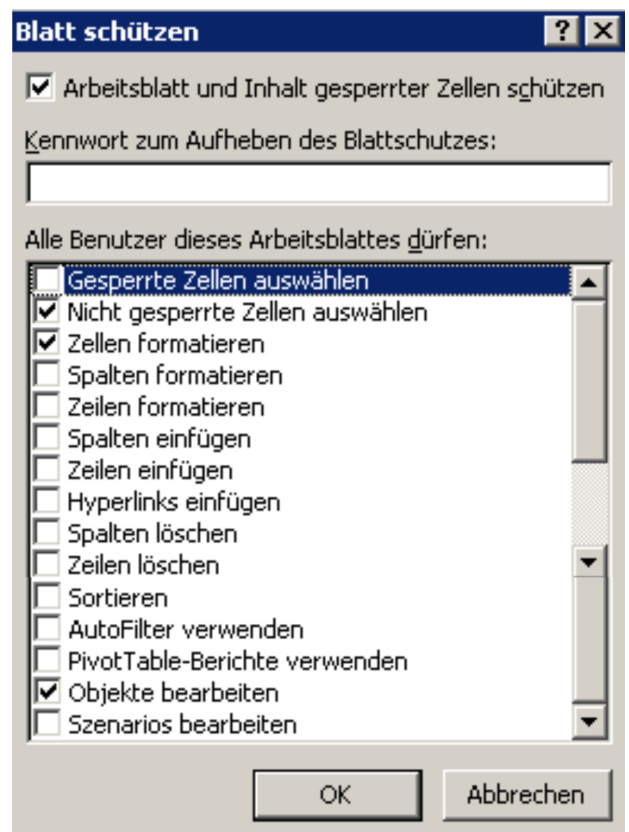 Blatt schützen
Arbeitsblatt und Inhalt gesperrter Zellen schützen
Kennwort zum Aufheben des Blattschutzes:
Alle Benutzer dieses Arbeitsblattes dürfen:
Gesperrte Zellen auswählen
Nicht gesperrte Zellen auswählen
Zellen formatieren
Spalten formatieren
Zeilen formatieren
Spalten einfügen
Zeilen einfügen
Hyperlinks einfügen
Spalten löschen
Zeilen löschen
Sortieren
AutoFilter verwenden
PivotTable-Berichte verwenden
Objekte bearbeiten
Szenarios bearbeiten
OK Abbrechen